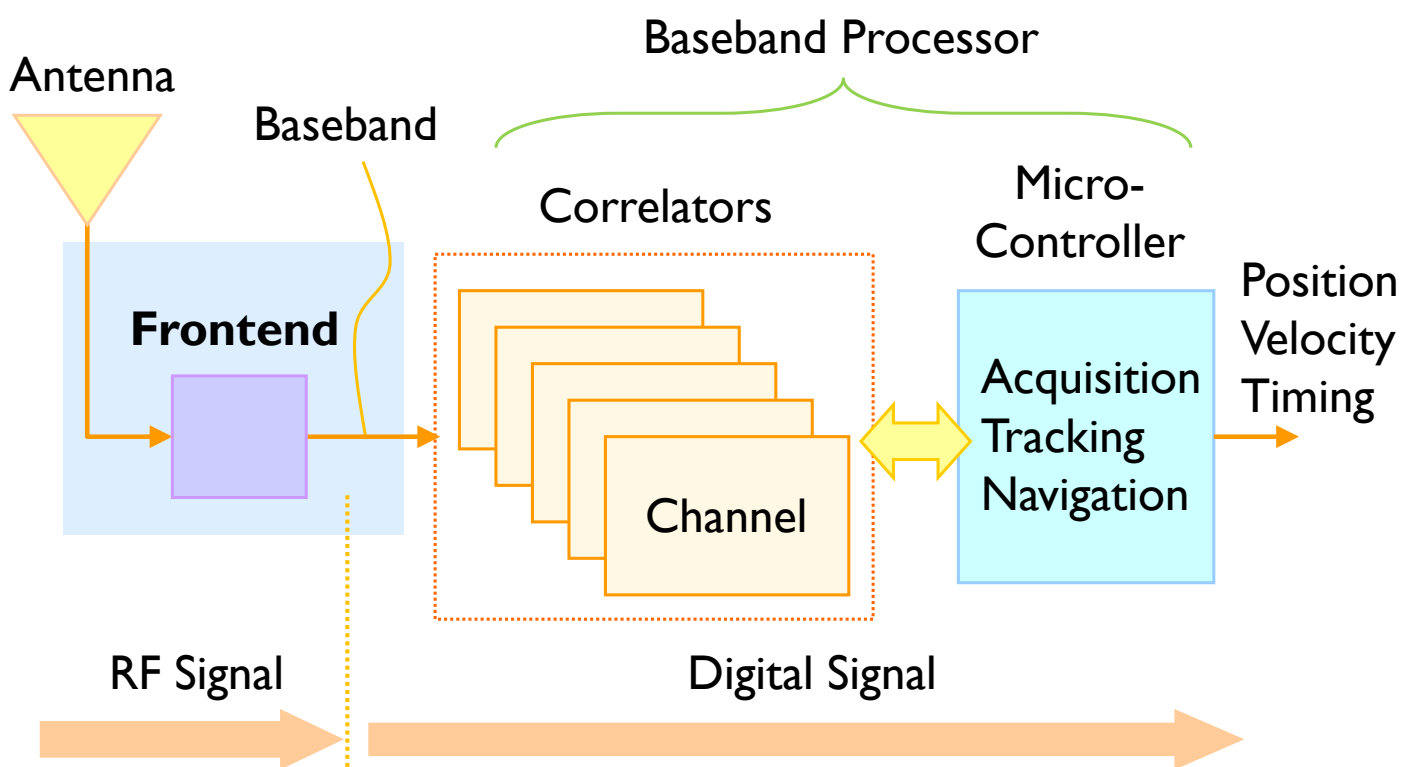 Baseband Processor
Antenna
Baseband
Correlators
Micro-
Controller
Frontend
Channel
Acquisition
Tracking
Navigation
Position
Velocity
Timing
RF Signal
Digital Signal